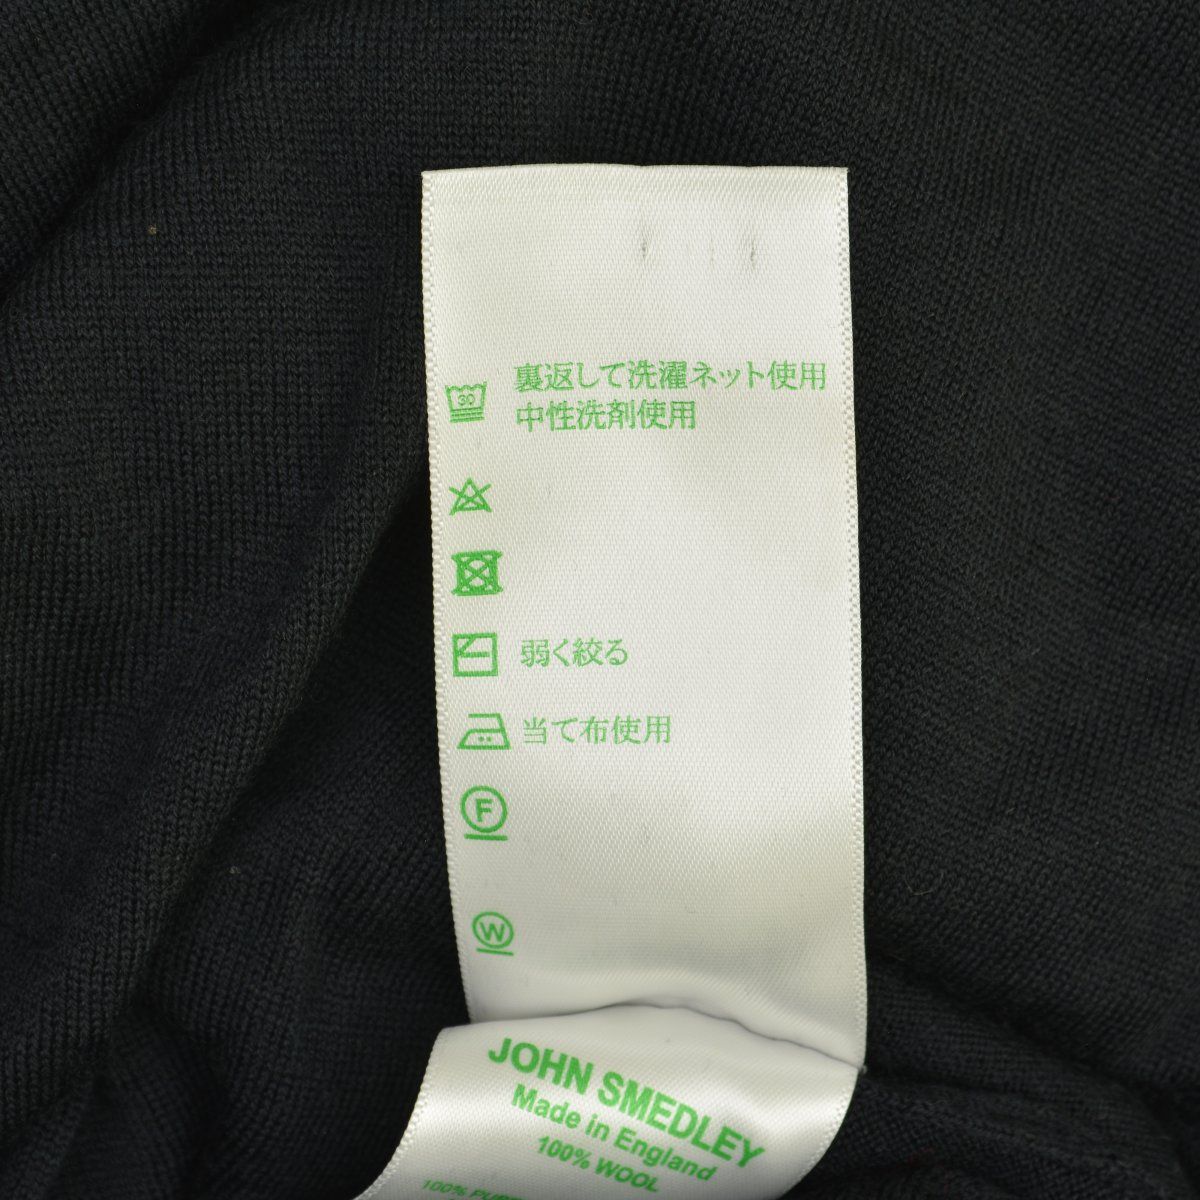 30
裏返して洗濯ネット使用
中性洗剤使用
弱く絞る
当て布使用
F
W
JOHN SMEDLEY
Made in England
100% WOOL
100%